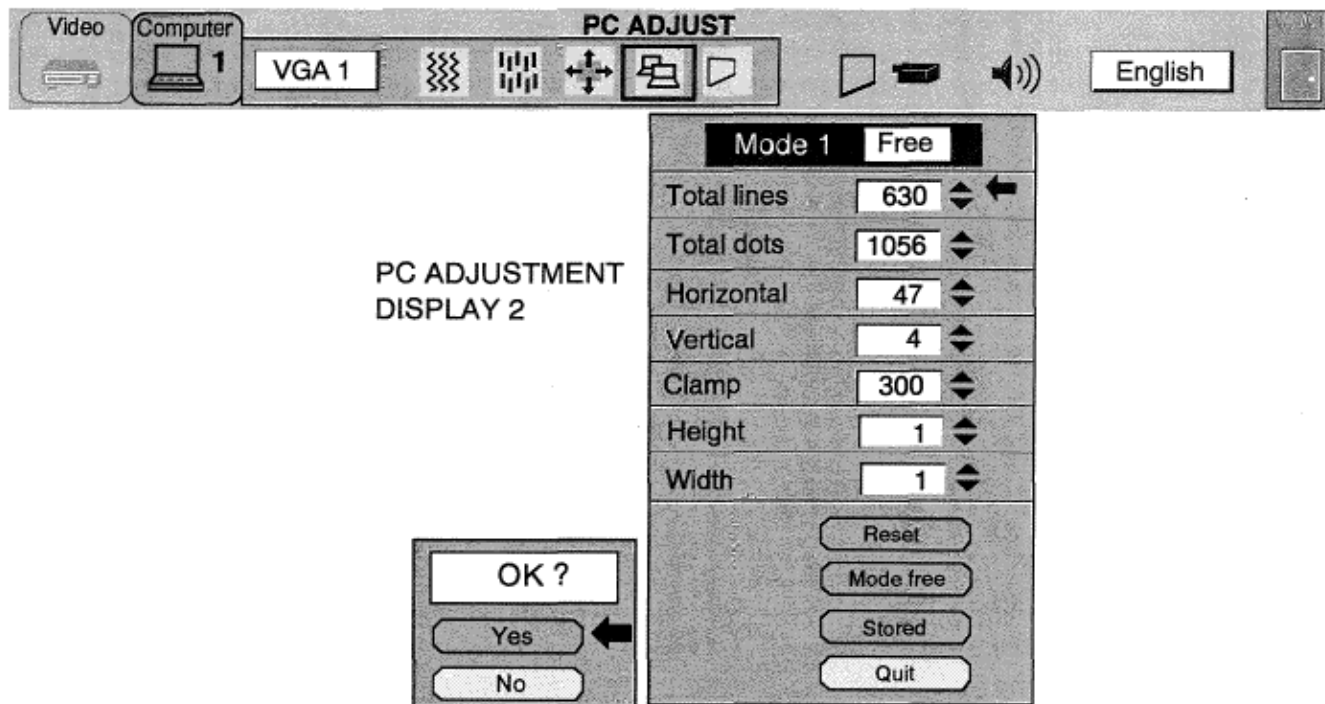 PC ADJUST
Video
Computer
1
VGA 1
English
Mode 1 Free
Total lines 630
Total dots 1056
Horizontal 47
Vertical 4
Clamp 300
Height 1
Width 1
Reset
Mode free
Stored
Quit
PC ADJUSTMENT
DISPLAY 2
OK ?
Yes
No